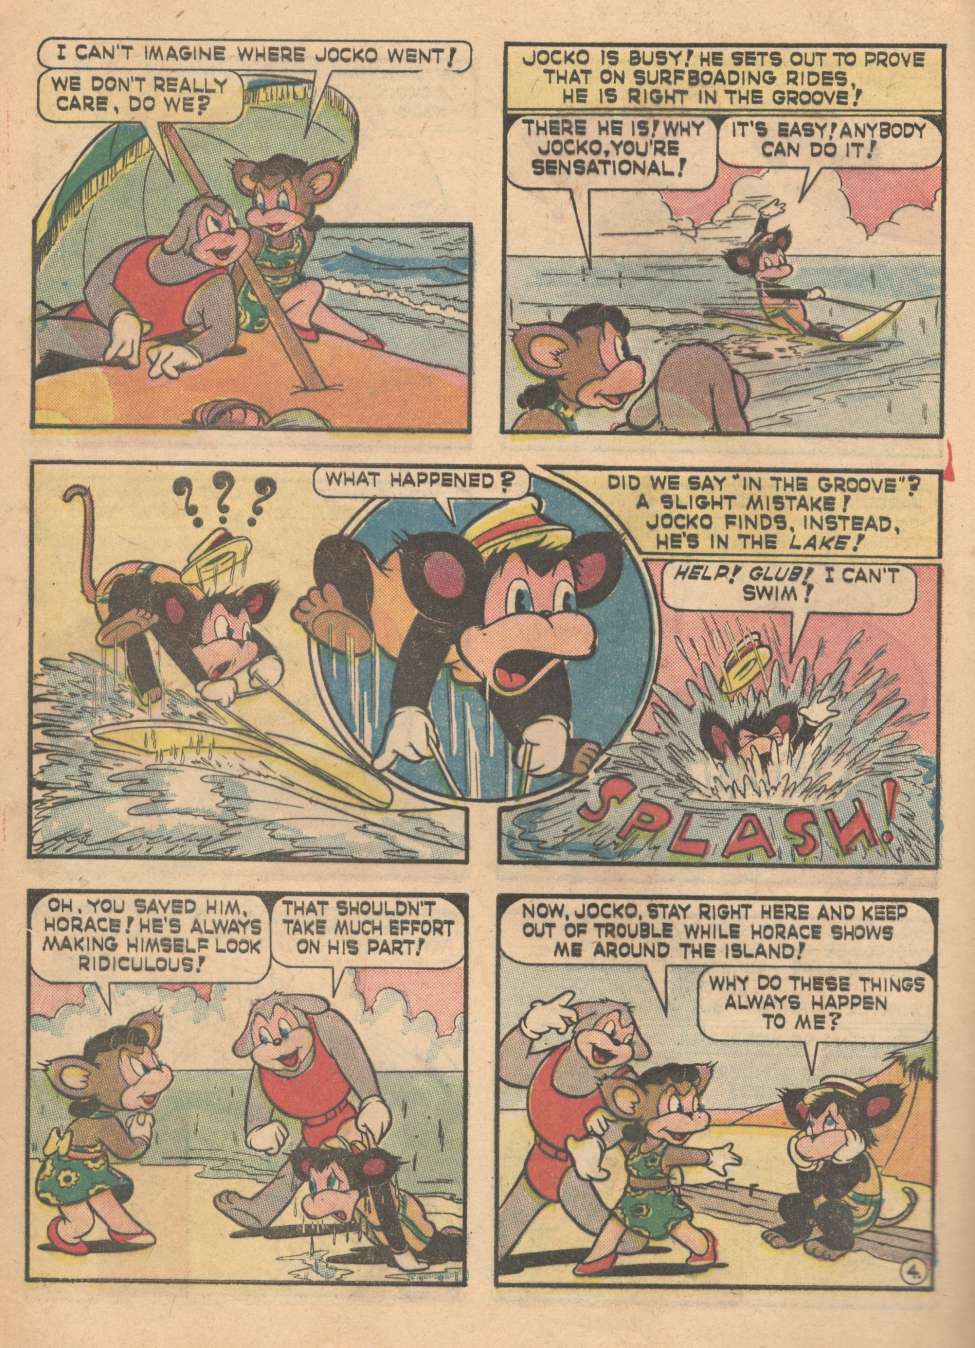 I CAN'T IMAGINE WHERE JOCKO WENT!
WE DON'T REALLY
CARE, DO WE?
JOCKO IS BUSY! HE SETS OUT TO PROVE
THAT ON SURFBOADING RIDES,
HE IS RIGHT IN THE GROOVE!
THERE HE IS! WHY
JOCKO, YOU'RE
SENSATIONAL!
IT'S EASY! ANYBODY
CAN DO IT!
? ? ?
WHAT HAPPENED?
DID WE SAY "IN THE GROOVE"?
A SLIGHT MISTAKE!
JOCKO FINDS, INSTEAD,
HE'S IN THE LAKE!
HELP! GLUB! I CAN'T
SWIM!
SPLASH!
OH, YOU SAVED HIM,
HORACE! HE'S ALWAYS
MAKING HIMSELF LOOK
RIDICULOUS!
THAT SHOULDN'T
TAKE MUCH EFFORT
ON HIS PART!
NOW, JOCKO, STAY RIGHT HERE AND KEEP
OUT OF TROUBLE WHILE HORACE SHOWS
ME AROUND THE ISLAND!
WHY DO THESE THINGS
ALWAYS HAPPEN
TO ME?
4